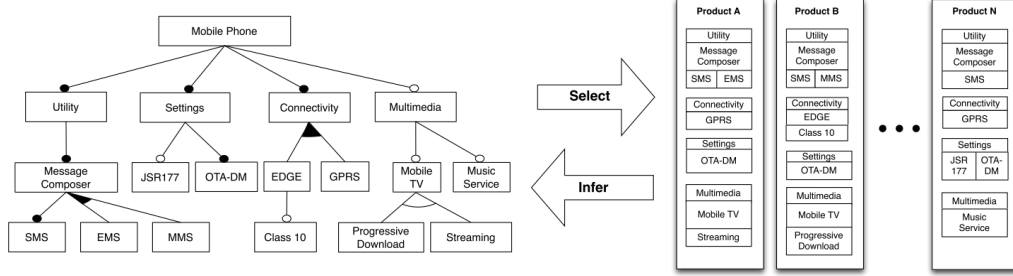 Mobile Phone
Utility
Settings
Connectivity
Multimedia
Message
Composer
JSR177
OTA-DM
EDGE
GPRS
Mobile
TV
Music
Service
SMS
EMS
MMS
Class 10
Progressive
Download
Streaming
Select
Infer
Product A
Utility
Message
Composer
SMS EMS
Connectivity
GPRS
Settings
OTA-DM
Multimedia
Mobile TV
Streaming
Product B
Utility
Message
Composer
SMS MMS
Connectivity
EDGE
Class 10
Settings
OTA-DM
Multimedia
Mobile TV
Progressive
Download
Product N
Utility
Message
Composer
SMS
Connectivity
GPRS
Settings
JSR
177
OTA-
DM
Multimedia
Music
Service